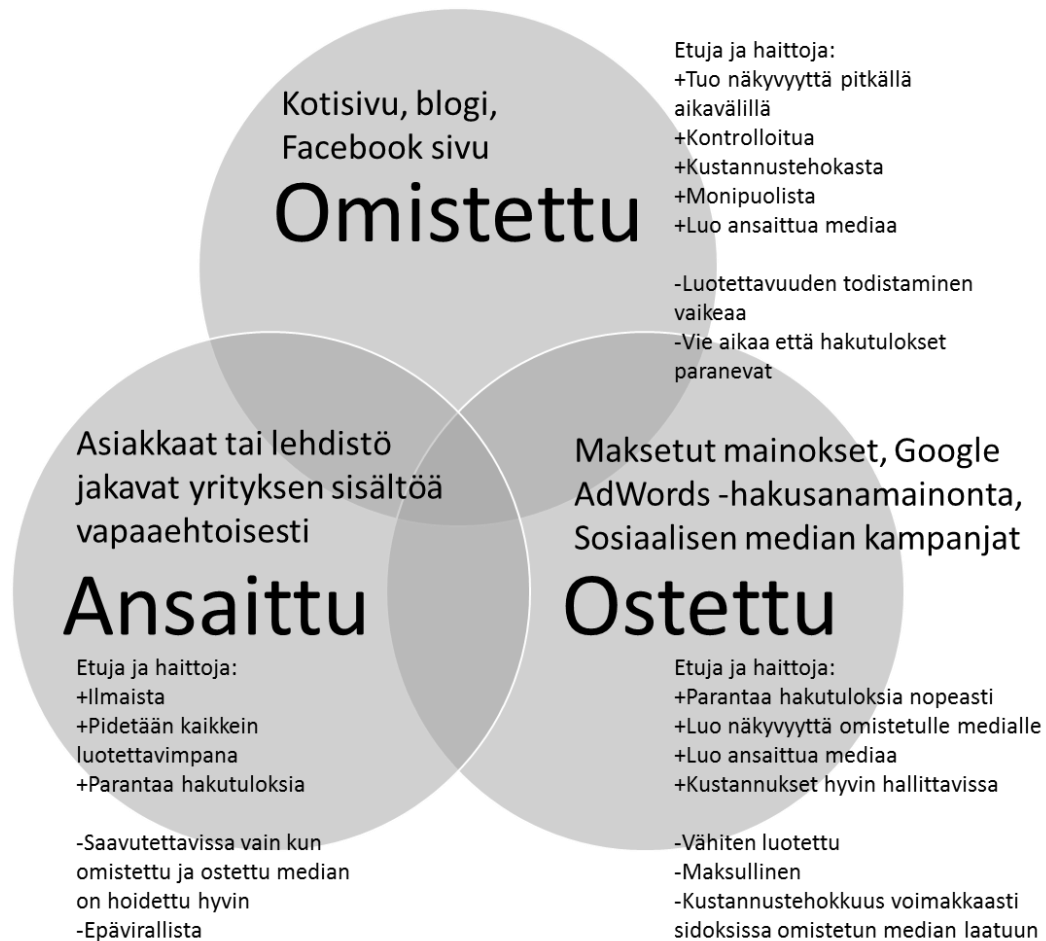 Kotisivu, blogi,
Facebook sivu
Omistettu
Etuja ja haittoja:
+Tuo näkyvyyttä pitkällä
aikavälillä
+Kontrolloitua
+Kustannustehokasta
+Monipuolista
+Luo ansaittua mediaa
-Luotettavuuden todistaminen
vaikeaa
-Vie aikaa että hakutulokset
paranevat
Asiakkaat tai lehdistö
jakavat yrityksen sisältöä
vapaaehtoisesti
Ansaittu
Etuja ja haittoja:
+Ilmaista
+Pidetään kaikkein
luotettavimpana
+Parantaa hakutuloksia
-Saavutettavissa vain kun
omistettu ja ostettu median
on hoidettu hyvin
-Epävirallista
Maksetut mainokset, Google
AdWords -hakusanamainonta,
Sosiaalisen median kampanjat
Ostettu
Etuja ja haittoja:
+Parantaa hakutuloksia nopeasti
+Luo näkyvyyttä omistetulle medialle
+Luo ansaittua mediaa
+Kustannukset hyvin hallittavissa
-Vähiten luotettu
-Maksullinen
-Kustannustehokkuus voimakkaasti
sidoksissa omistetun median laatuun